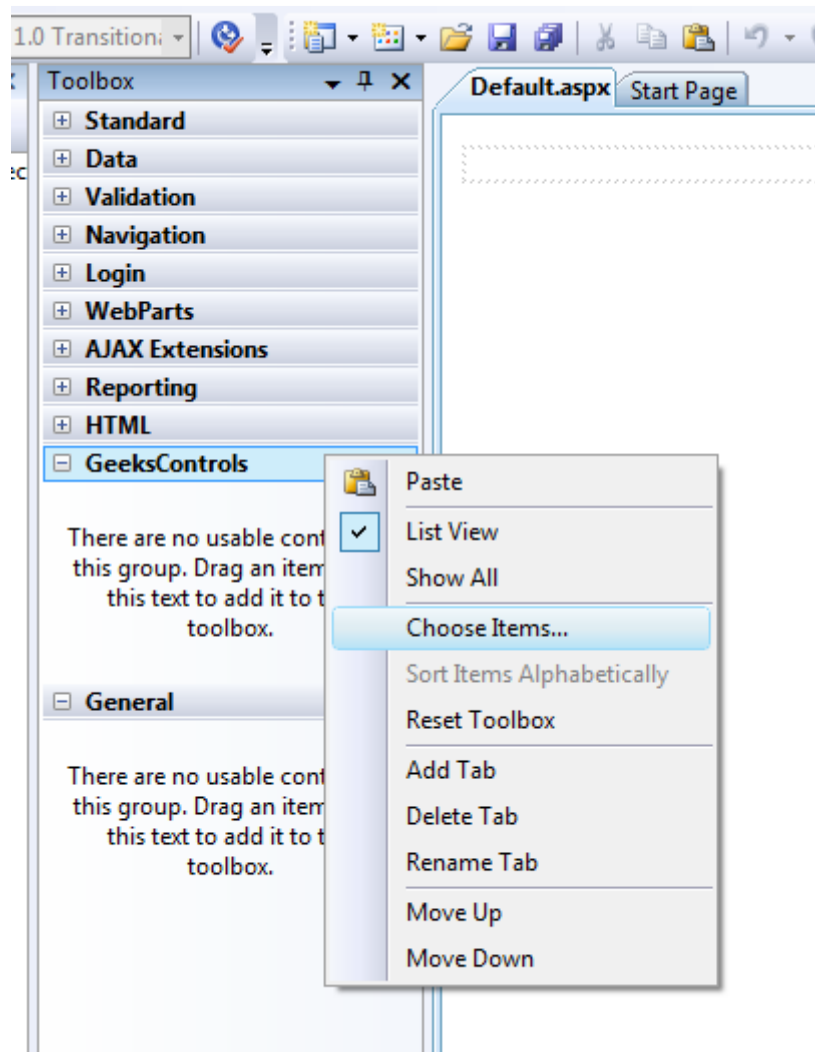 1.0 Transition
Toolbox
Default.aspx
Start Page
Standard
Data
Validation
Navigation
Login
WebParts
AJAX Extensions
Reporting
HTML
GeeksControls
There are no usable cont
this group. Drag an item
this text to add it to t
toolbox.
General
There are no usable cont
this group. Drag an item
this text to add it to t
toolbox.
Paste
List View
Show All
Choose Items...
Sort Items Alphabetically
Reset Toolbox
Add Tab
Delete Tab
Rename Tab
Move Up
Move Down